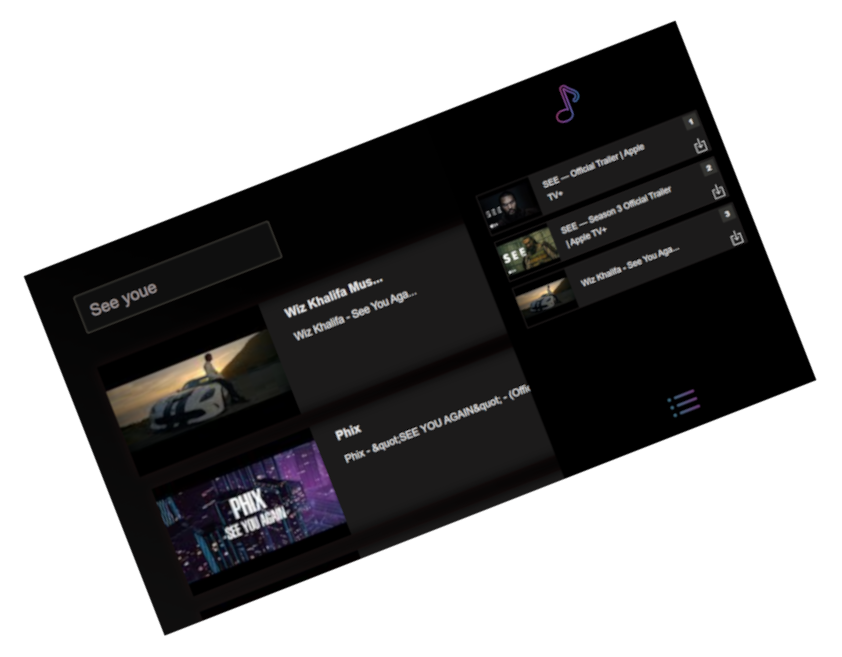 See youe
Wiz Khalifa Mus...
Wiz Khalifa - See You Aga...
PHIX
SEE YOU AGAIN
Phix
Phix - &quot;SEE YOU AGAIN&quot; - (Offic
1
SEE
SEE — Official Trailer | Apple
TV+
2
SEE
SEE — Season 3 Official Trailer
| Apple TV+
3
Wiz Khalifa - See You Aga...